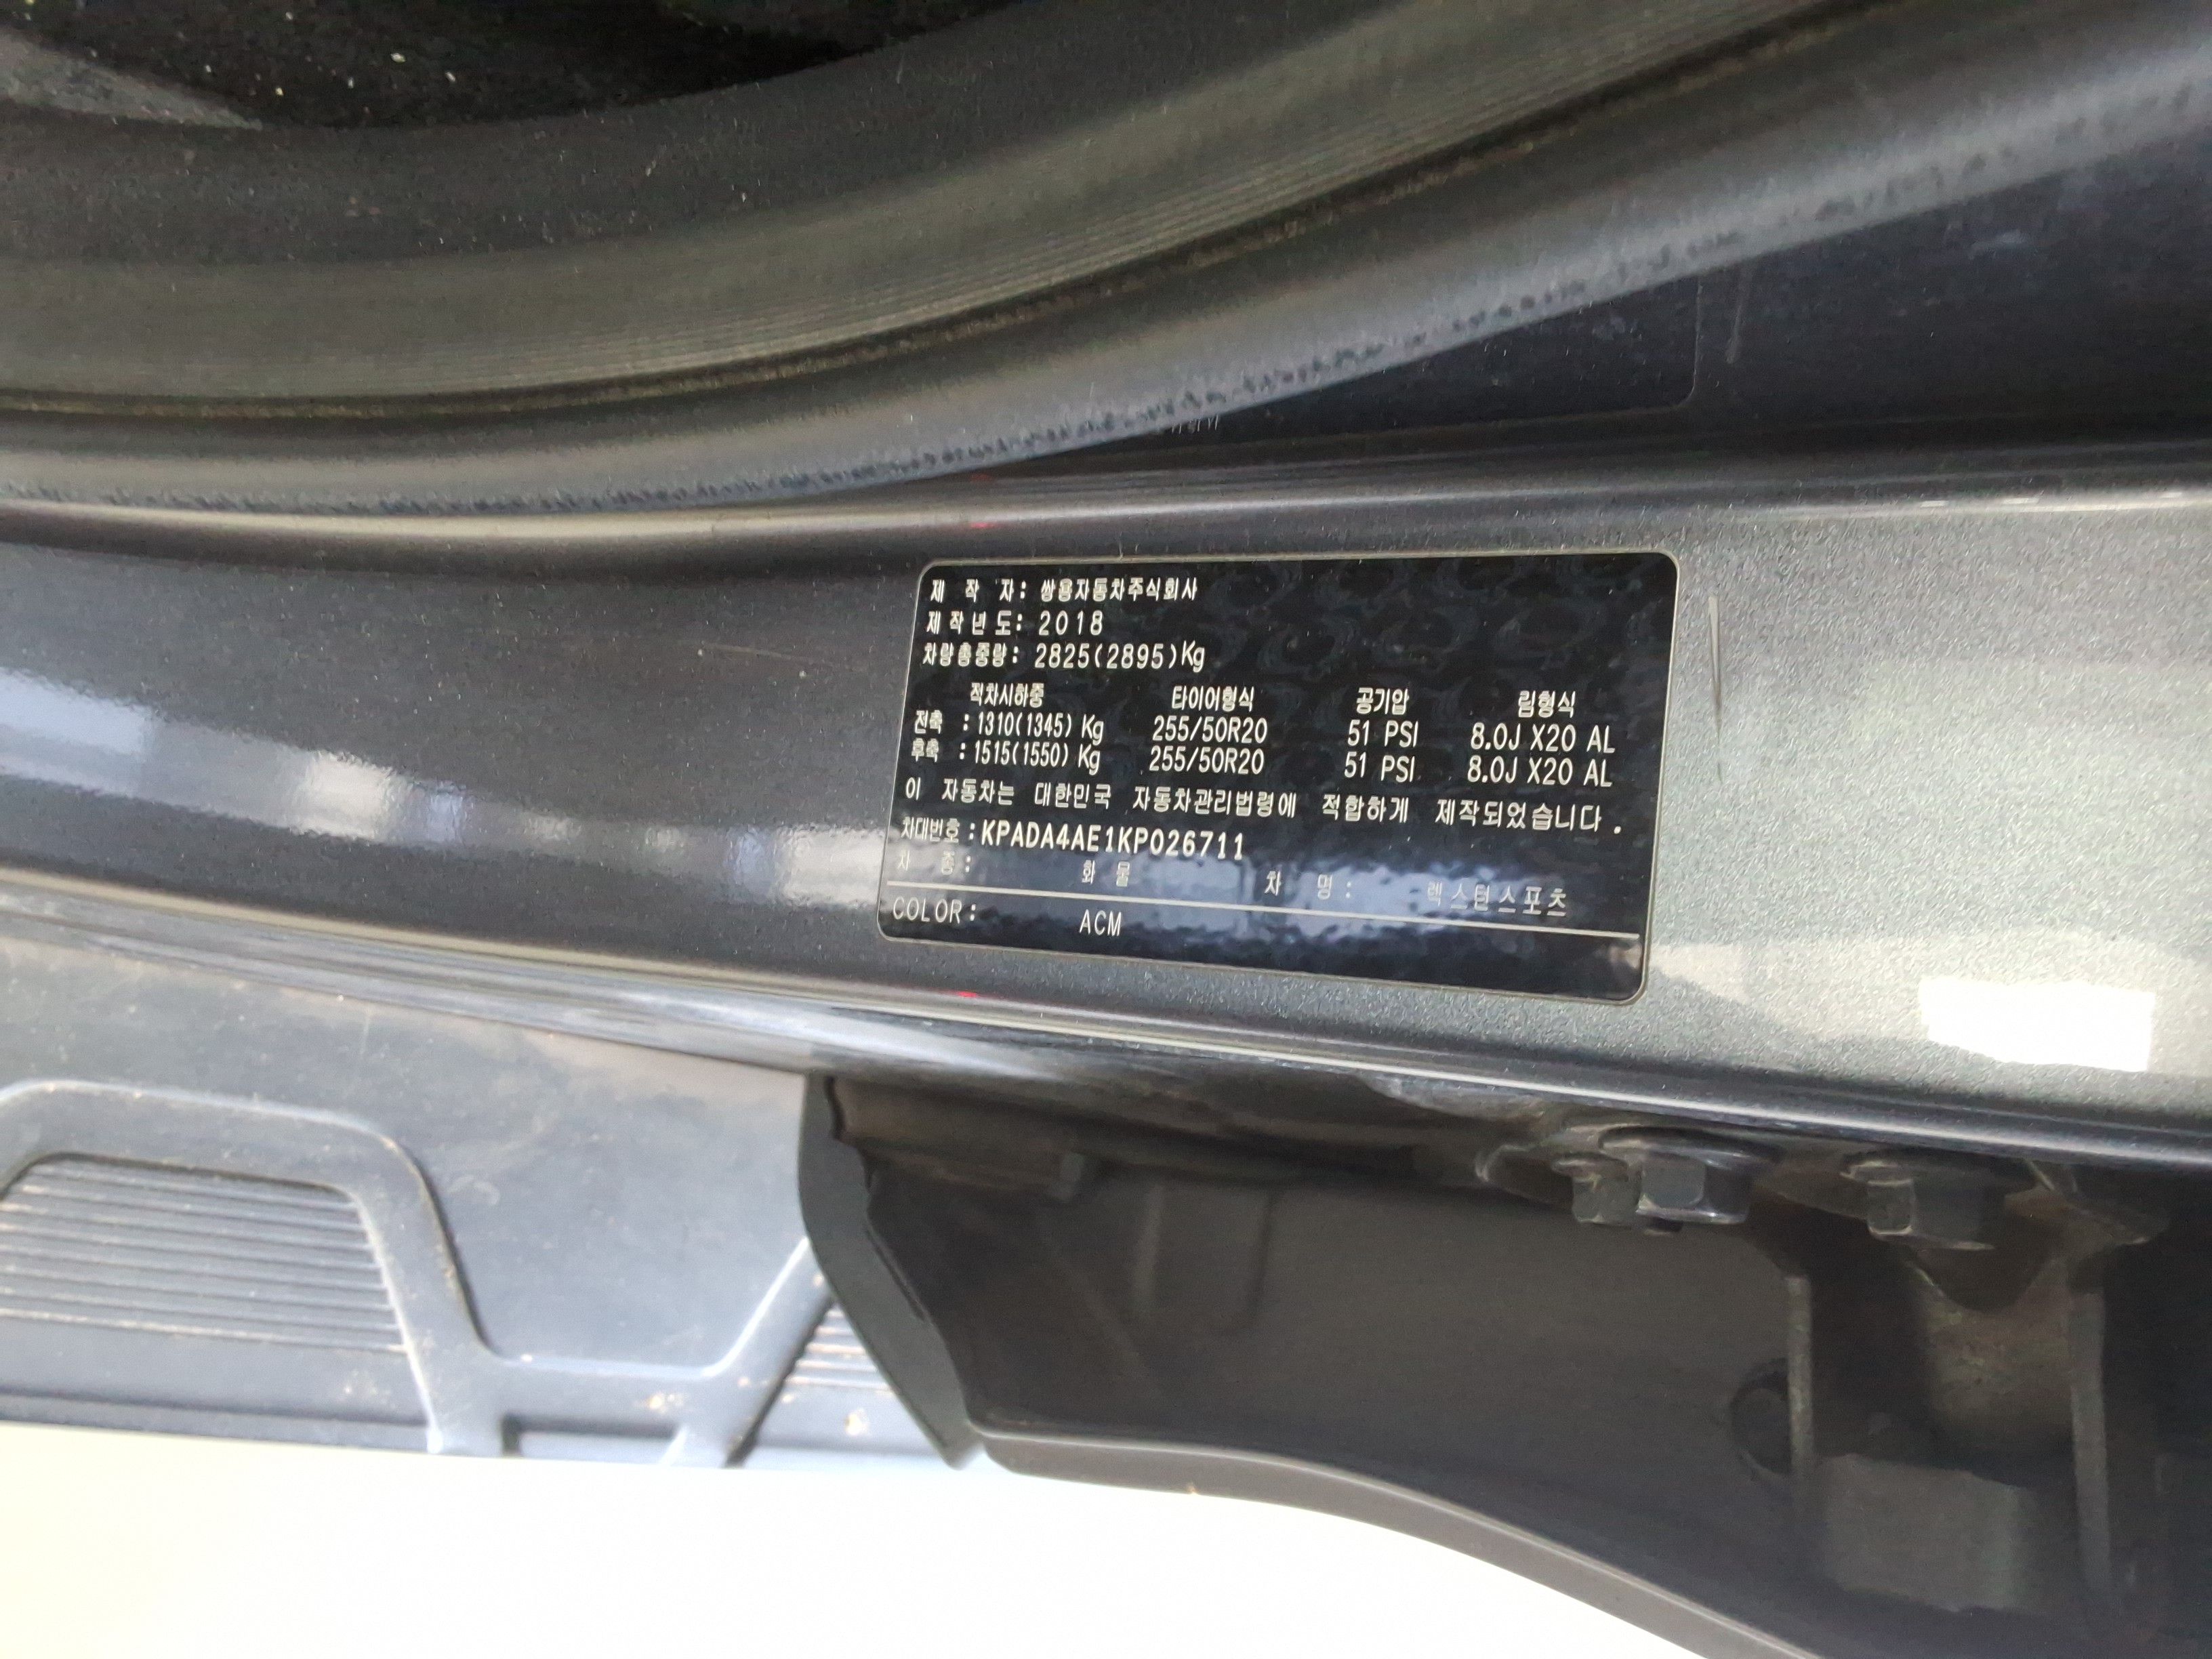 제 작 자: 쌍용자동차주식회사
제작년도: 2018
차량총중량: 2825(2895)Kg
적차시하중 타이어형식 공기압 림형식
전축 : 1310(1345) Kg 255/50R20 51 PSI 8.0J X20 AL
후축 : 1515(1550) Kg 255/50R20 51 PSI 8.0J X20 AL
이 자동차는 대한민국 자동차관리법령에 적합하게 제작되었습니다.
차대번호: KPADA4AE1KP026711
차 종: 화 물 차 명: 렉스턴스포츠
COLOR: ACM